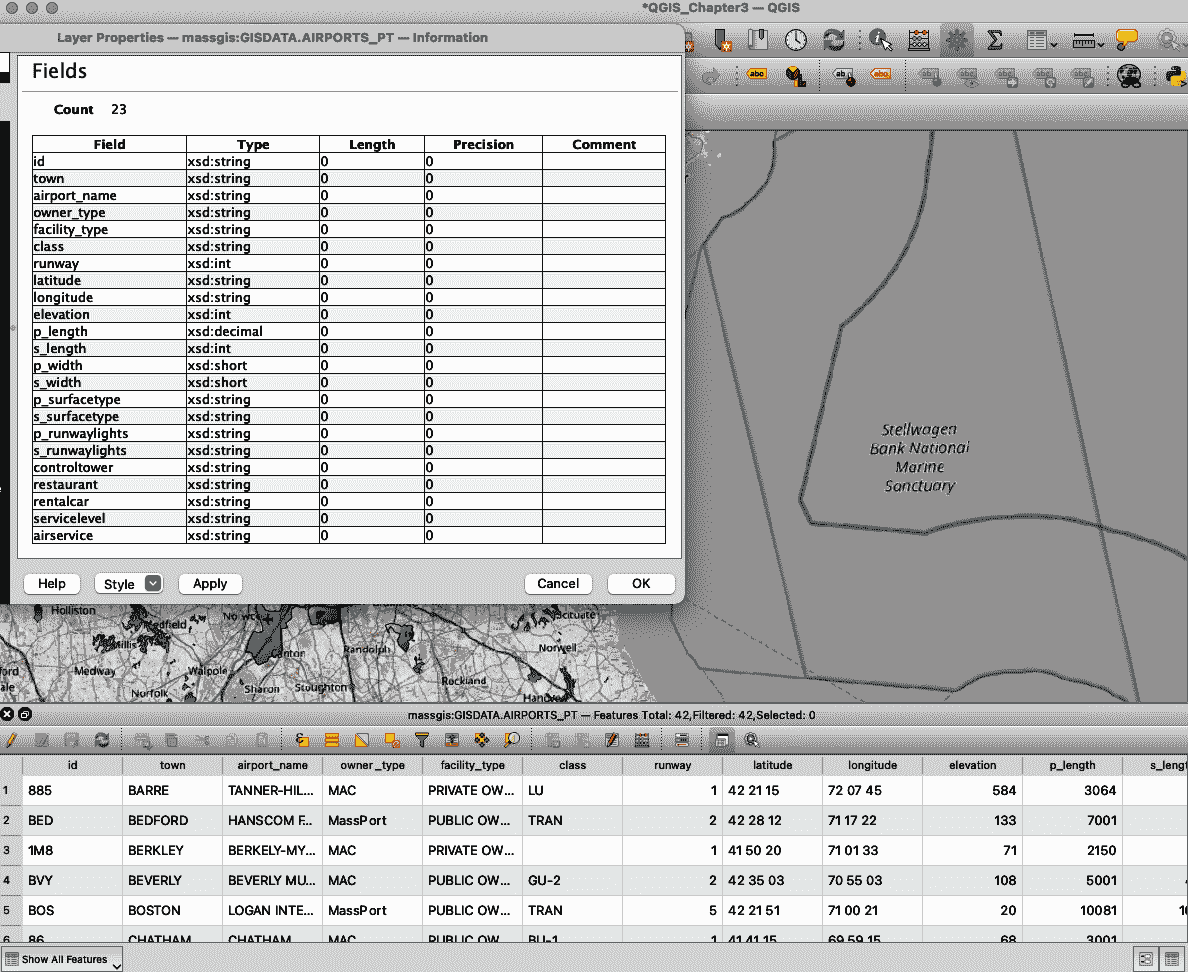 *QGIS_Chapter3 — QGIS
Layer Properties — massgis:GISDATA.AIRPORTS_PT — Information
Fields
Count 23
Field Type Length Precision Comment
id xsd:string 0 0
town xsd:string 0 0
airport_name xsd:string 0 0
owner_type xsd:string 0 0
facility_type xsd:string 0 0
class xsd:string 0 0
runway xsd:int 0 0
latitude xsd:string 0 0
longitude xsd:string 0 0
elevation xsd:int 0 0
p_length xsd:decimal 0 0
s_length xsd:int 0 0
p_width xsd:short 0 0
s_width xsd:short 0 0
p_surfacetype xsd:string 0 0
s_surfacetype xsd:string 0 0
p_runwaylights xsd:string 0 0
s_runwaylights xsd:string 0 0
controltower xsd:string 0 0
restaurant xsd:string 0 0
rentalcar xsd:string 0 0
servicelevel xsd:string 0 0
airservice xsd:string 0 0
Help Style Apply Cancel OK
abc abc abc
Stellwagen
Bank National
Marine
Sanctuary
Holliston
Medway
Walpole
Norfolk
Sharon
Stoughton
Randolph
Rockland
Norwell
massgis:GISDATA.AIRPORTS_PT — Features Total: 42, Filtered: 42, Selected: 0
id town airport_name owner_type facility_type class runway latitude longitude elevation p_length s_lengt
1 885 BARRE TANNER-HIL... MAC PRIVATE OW... LU 1 42 21 15 72 07 45 584 3064
2 BED BEDFORD HANSCOM F... MassPort PUBLIC OW... TRAN 2 42 28 12 71 17 22 133 7001
3 1M8 BERKLEY BERKELY-MY... MAC PRIVATE OW... 1 41 50 20 71 01 33 71 2150
4 BVY BEVERLY BEVERLY MU... MAC PUBLIC OW... GU-2 2 42 35 03 70 55 03 108 5001
5 BOS BOSTON LOGAN INTE... MassPort PUBLIC OW... TRAN 5 42 21 51 71 00 21 20 10081
6 86 CHATHAM CHATHAM MAC PUBLIC OW... BU-1 1 41 41 15 69 59 15 68 3001
Show All Features